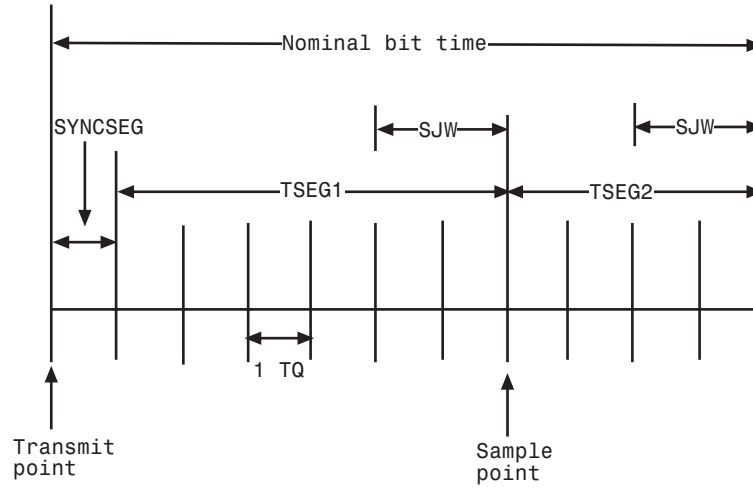 Nominal bit time
SYNCSEG
SJW
SJW
TSEG1
TSEG2
1 TQ
Transmit
point
Sample
point